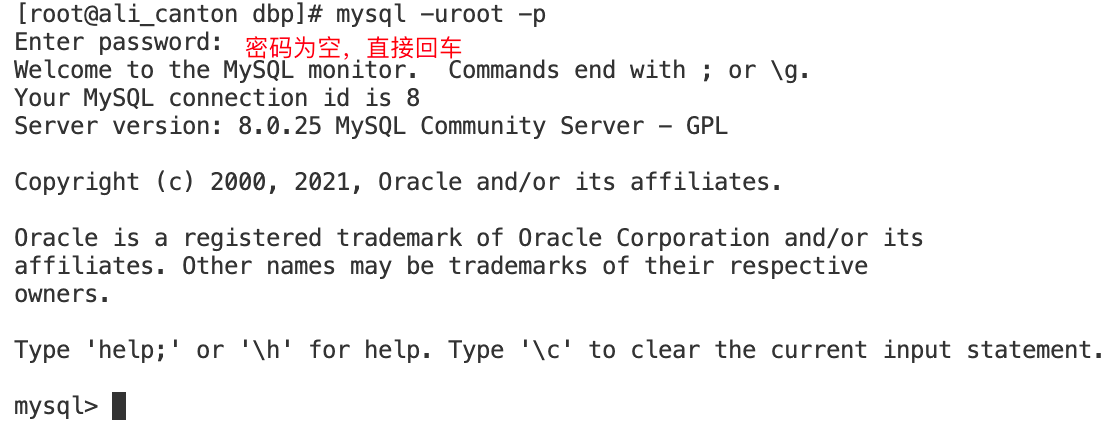 [root@ali_canton dbp]# mysql -uroot -p
Enter password: 密码为空，直接回车
Welcome to the MySQL monitor.  Commands end with ; or \g.
Your MySQL connection id is 8
Server version: 8.0.25 MySQL Community Server - GPL
Copyright (c) 2000, 2021, Oracle and/or its affiliates.
Oracle is a registered trademark of Oracle Corporation and/or its
affiliates. Other names may be trademarks of their respective
owners.
Type 'help;' or '\h' for help. Type '\c' to clear the current input statement.
mysql>